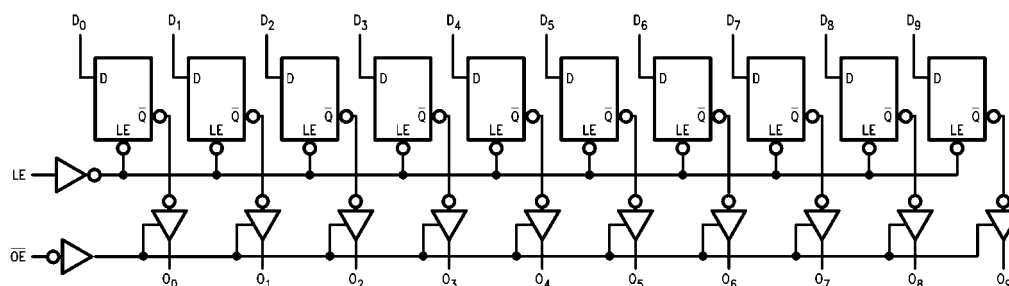 D₀ D₁ D₂ D₃ D₄ D₅ D₆ D₇ D₈ D₉
D D D D D D D D D D
Q̅ Q̅ Q̅ Q̅ Q̅ Q̅ Q̅ Q̅ Q̅ Q̅
LE LE LE LE LE LE LE LE LE LE
LE
O̅E̅
O₀ O₁ O₂ O₃ O₄ O₅ O₆ O₇ O₈ O₉